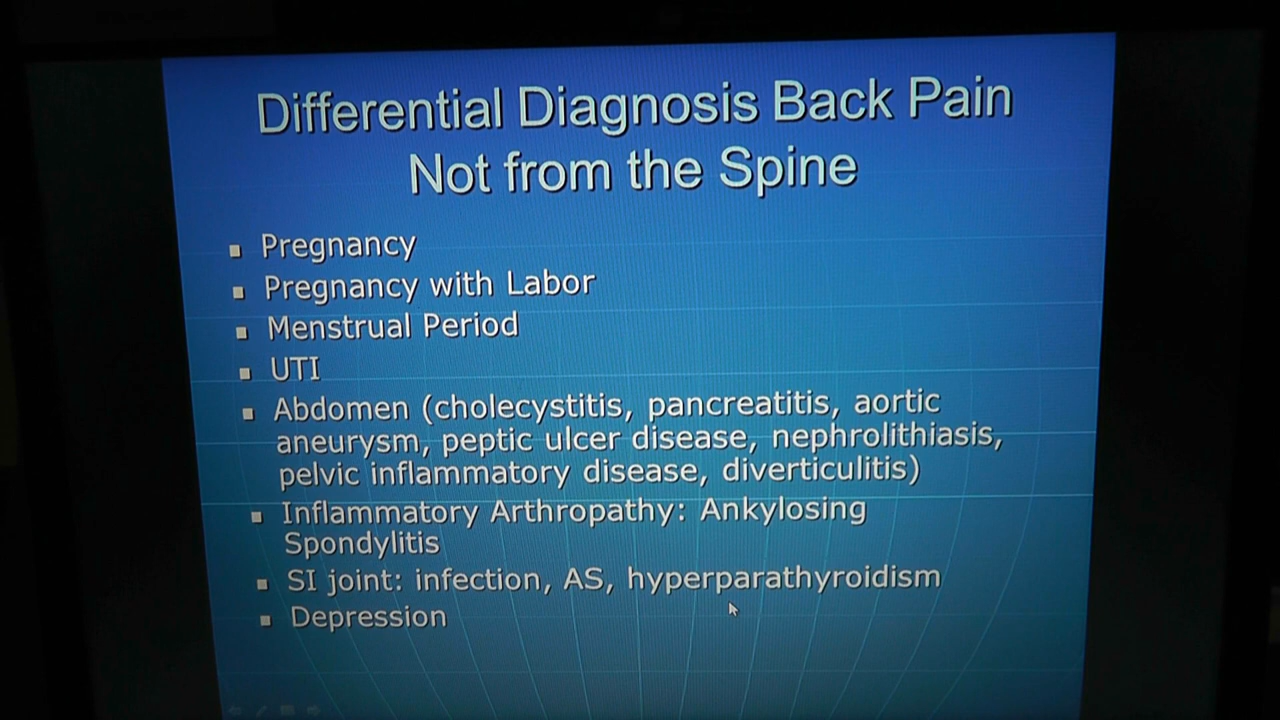 Differential Diagnosis Back Pain
Not from the Spine
▪ Pregnancy
▪ Pregnancy with Labor
▪ Menstrual Period
▪ UTI
▪ Abdomen (cholecystitis, pancreatitis, aortic
aneurysm, peptic ulcer disease, nephrolithiasis,
pelvic inflammatory disease, diverticulitis)
▪ Inflammatory Arthropathy: Ankylosing
Spondylitis
▪ SI joint: infection, AS, hyperparathyroidism
▪ Depression